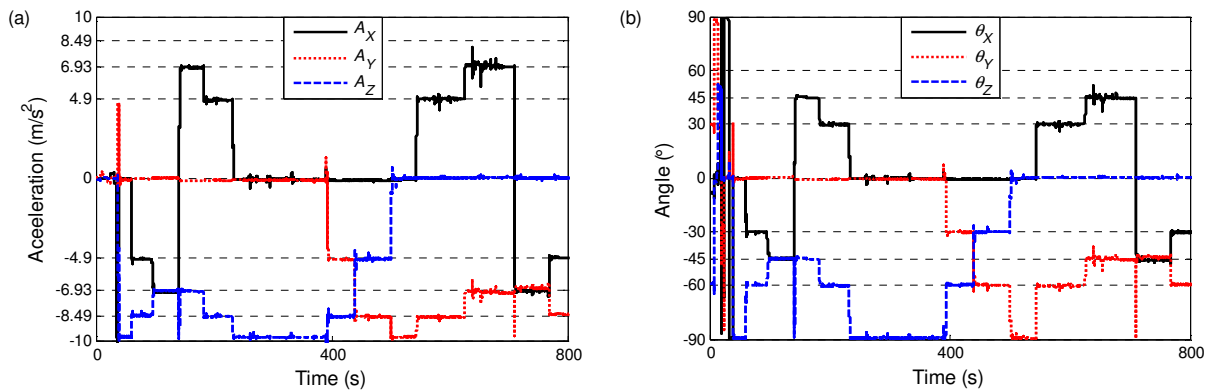 (a)
10
8.49
6.93
4.9
0
-4.9
-6.93
-8.49
-10
Aceeleration (m/s²)
A_X
A_Y
A_Z
0
400
800
Time (s)
(b)
90
45
30
0
-30
-45
-60
-90
Angle (°)
θ_X
θ_Y
θ_Z
0
400
800
Time (s)